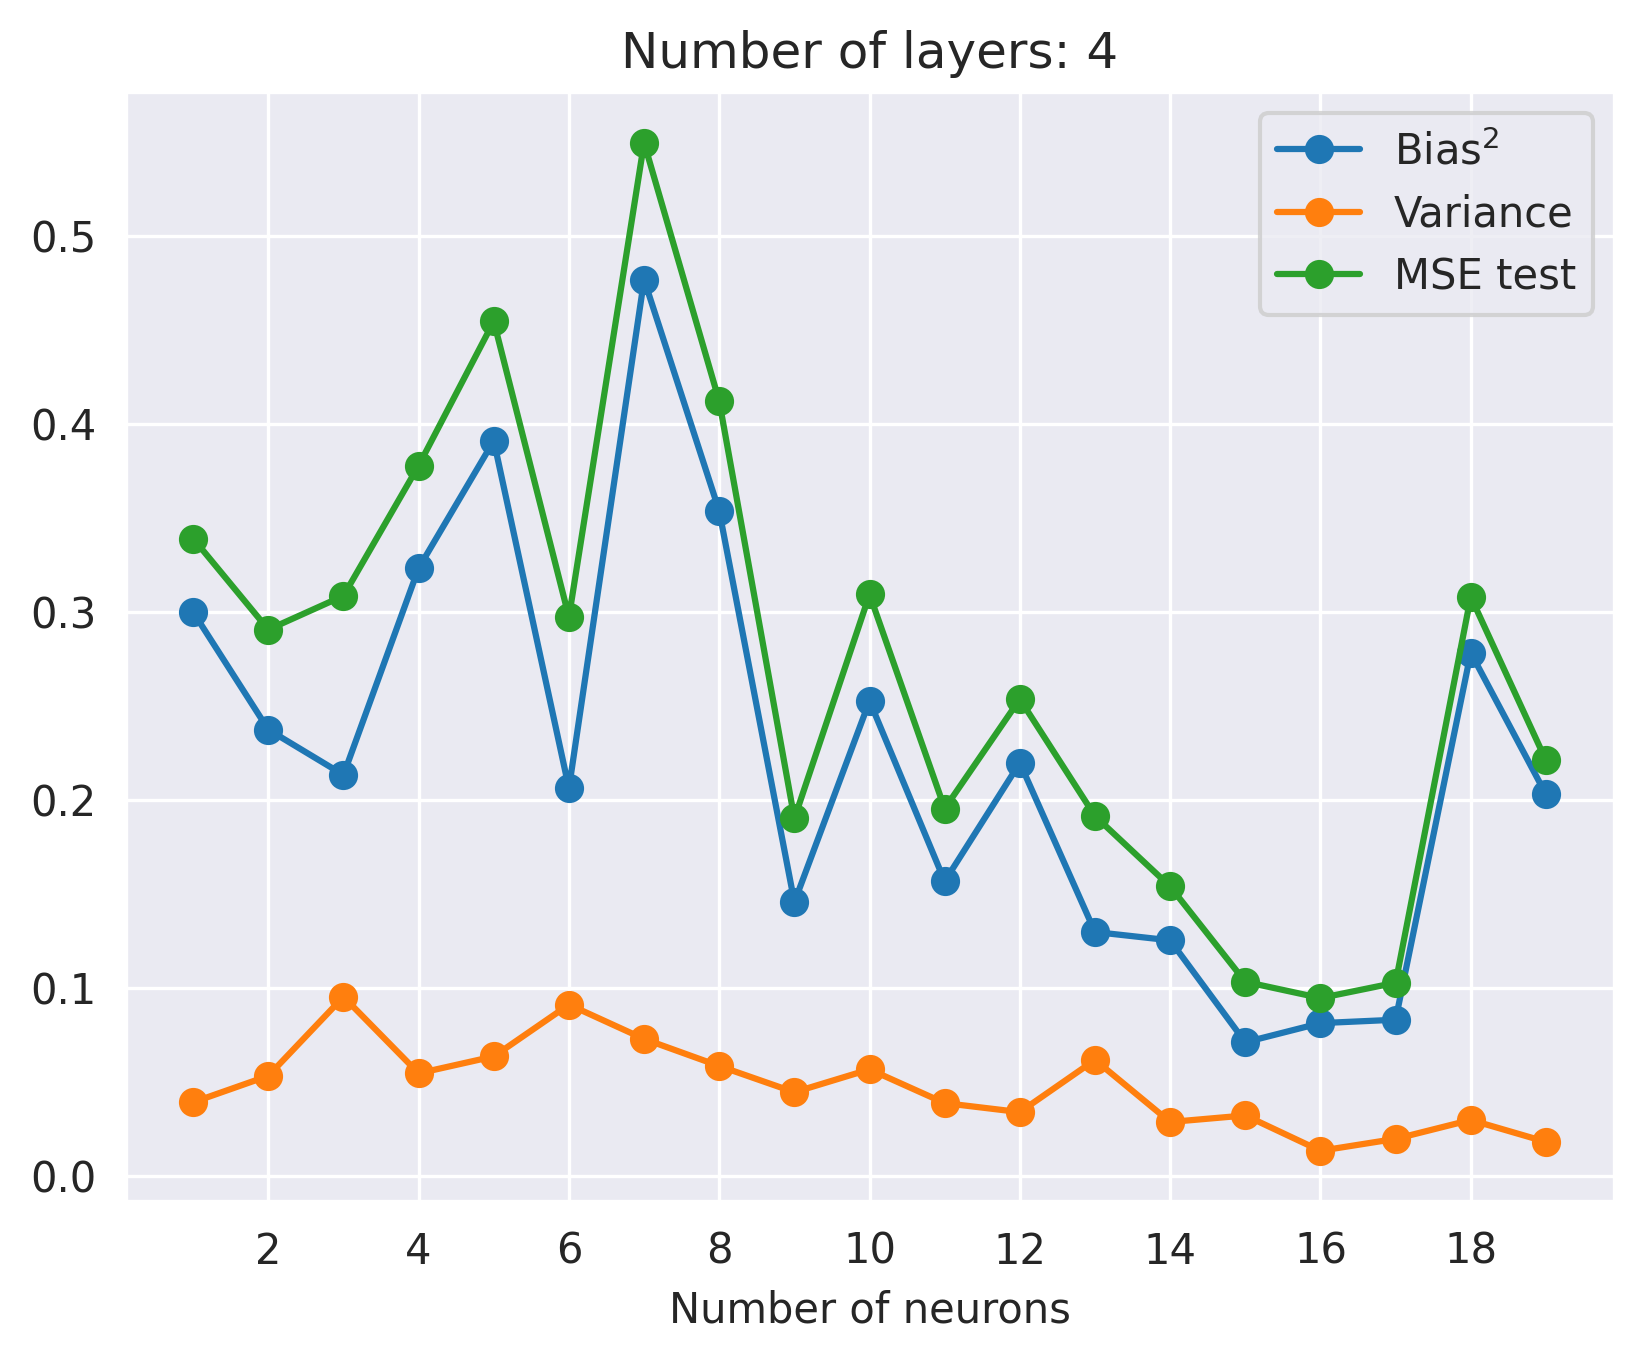 Number of layers: 4
Bias²
Variance
MSE test
0.5
0.4
0.3
0.2
0.1
0.0
2 4 6 8 10 12 14 16 18
Number of neurons